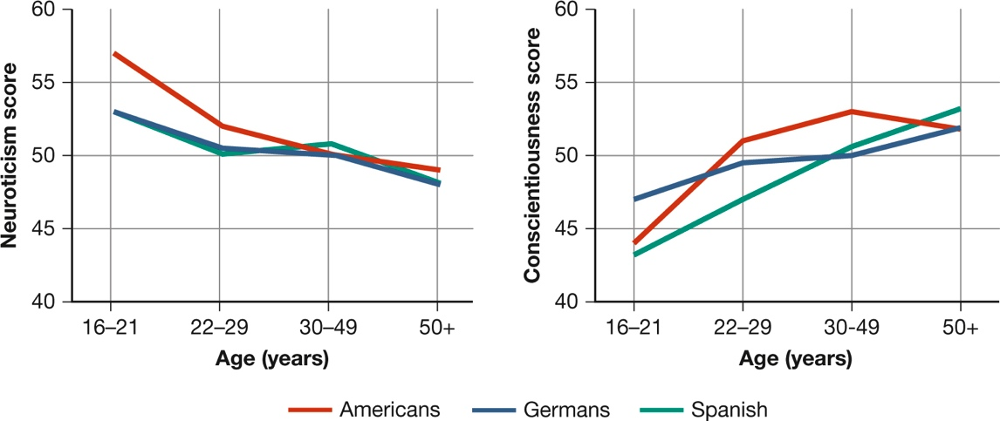 Neuroticism score
60
55
50
45
40
16–21
22–29
30–49
50+
Age (years)
Conscientiousness score
60
55
50
45
40
16–21
22–29
30-49
50+
Age (years)
Americans
Germans
Spanish